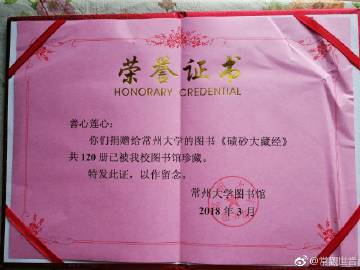 荣誉证书
HONORARY CREDENTIAL
善心莲心:
你们捐赠给常州大学的图书《碛砂大藏经》
共120册已被我校图书馆珍藏。
特发此证，以作留念。
常州大学图书馆
2018年3月